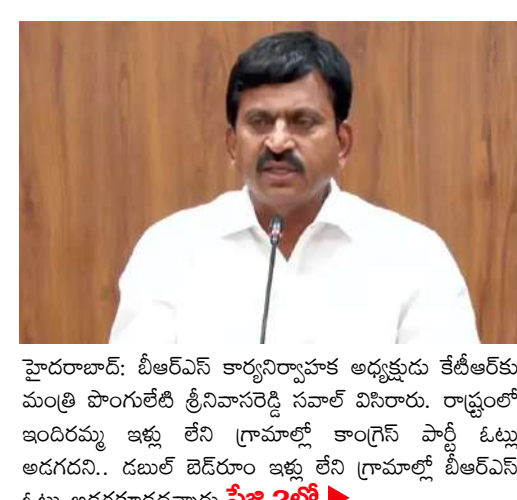 హైదరాబాద్: బీఆర్ఎస్ కార్యనిర్వాహక అధ్యక్షుడు కేటీఆర్‌కు
మంత్రి పొంగులేటి శ్రీనివాసరెడ్డి సవాల్ విసిరారు. రాష్ట్రంలో
ఇందిరమ్మ ఇళ్లు లేని గ్రామాల్లో కాంగ్రెస్ పార్టీ ఓట్లు
అడగదని.. డబుల్ బెడ్‌రూం ఇళ్లు లేని గ్రామాల్లో బీఆర్ఎస్
ఓట్లు పేజి 2లో